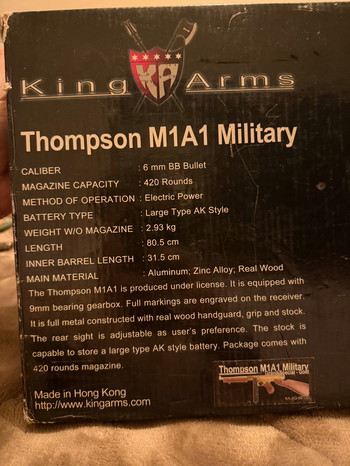 KA
King Arms
Thompson M1A1 Military
CALIBER : 6 mm BB Bullet
MAGAZINE CAPACITY : 420 Rounds
METHOD OF OPERATION : Electric Power
BATTERY TYPE : Large Type AK Style
WEIGHT W/O MAGAZINE : 2.93 kg
LENGTH : 80.5 cm
INNER BARREL LENGTH : 31.5 cm
MAIN MATERIAL : Aluminum; Zinc Alloy; Real Wood
The Thompson M1A1 is produced under license. It is equipped with
9mm bearing gearbox. Full markings are engraved on the receiver.
It is full metal constructed with real wood handguard, grip and stock.
The rear sight is adjustable as user's preference. The stock is
capable to store a large type AK style battery. Package comes with
420 rounds magazine.
Thompson M1A1 Military
Made in Hong Kong
http://www.kingarms.com